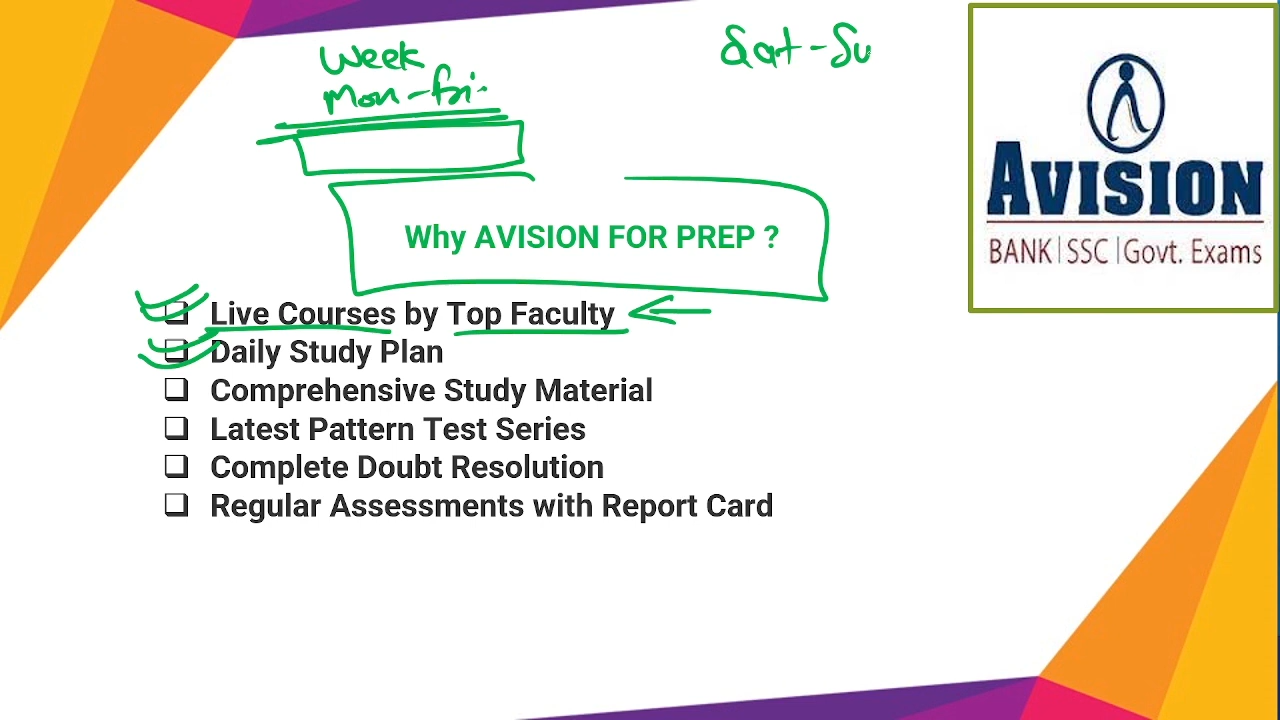 Week
Mon-fri.
Sat-Su
AVISION
BANK|SSC|Govt. Exams
Why AVISION FOR PREP ?
❑ Live Courses by Top Faculty
❑ Daily Study Plan
❑ Comprehensive Study Material
❑ Latest Pattern Test Series
❑ Complete Doubt Resolution
❑ Regular Assessments with Report Card